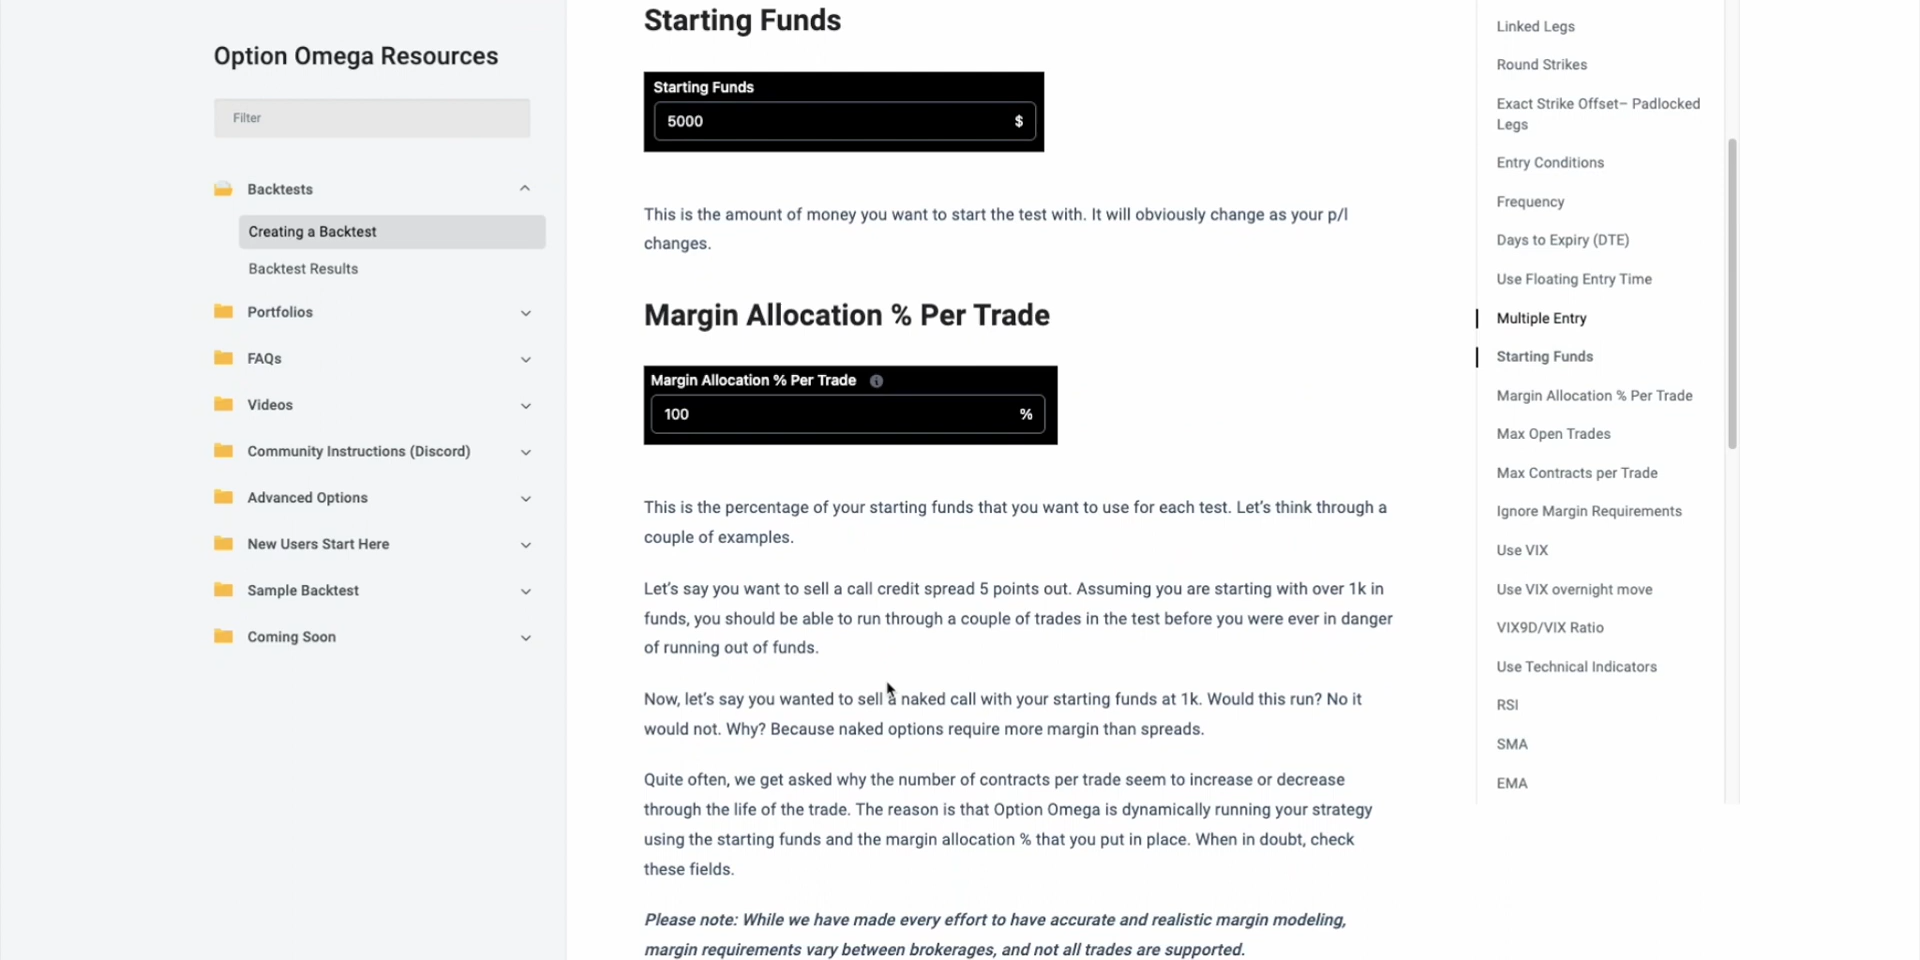 Option Omega Resources
Filter
Backtests
Creating a Backtest
Backtest Results
Portfolios
FAQs
Videos
Community Instructions (Discord)
Advanced Options
New Users Start Here
Sample Backtest
Coming Soon
Starting Funds
Starting Funds
5000 $
This is the amount of money you want to start the test with. It will obviously change as your p/l
changes.
Margin Allocation % Per Trade
Margin Allocation % Per Trade
100 %
This is the percentage of your starting funds that you want to use for each test. Let’s think through a
couple of examples.
Let’s say you want to sell a call credit spread 5 points out. Assuming you are starting with over 1k in
funds, you should be able to run through a couple of trades in the test before you were ever in danger
of running out of funds.
Now, let’s say you wanted to sell a naked call with your starting funds at 1k. Would this run? No it
would not. Why? Because naked options require more margin than spreads.
Quite often, we get asked why the number of contracts per trade seem to increase or decrease
through the life of the trade. The reason is that Option Omega is dynamically running your strategy
using the starting funds and the margin allocation % that you put in place. When in doubt, check
these fields.
Please note: While we have made every effort to have accurate and realistic margin modeling,
margin requirements vary between brokerages, and not all trades are supported.
Linked Legs
Round Strikes
Exact Strike Offset– Padlocked
Legs
Entry Conditions
Frequency
Days to Expiry (DTE)
Use Floating Entry Time
Multiple Entry
Starting Funds
Margin Allocation % Per Trade
Max Open Trades
Max Contracts per Trade
Ignore Margin Requirements
Use VIX
Use VIX overnight move
VIX9D/VIX Ratio
Use Technical Indicators
RSI
SMA
EMA